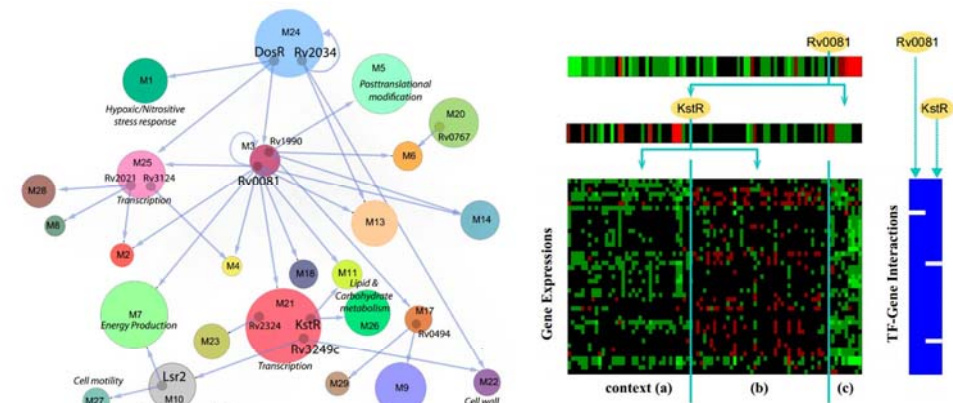 M24
DosR Rv2034
M1
Hypoxic/Nitrositive
stress response
M5
Posttranslational
modification
M20
Rv0767
M3
Rv1990
M6
Rv0081
M25
Rv2021 Rv3124
Transcription
M28
M8
M2
M4
M13
M14
M18
M11
Lipid &
Carbohydrate
metabolism
M26
M7
Energy Production
M21
Rv2324
KstR
Rv3249c
Transcription
M23
M17
Rv0494
M29
M9
M22
Cell wall
Cell motility
M27
Lsr2
M10
Rv0081
KstR
Gene Expressions
context (a)
(b)
(c)
Rv0081
KstR
TF-Gene Interactions